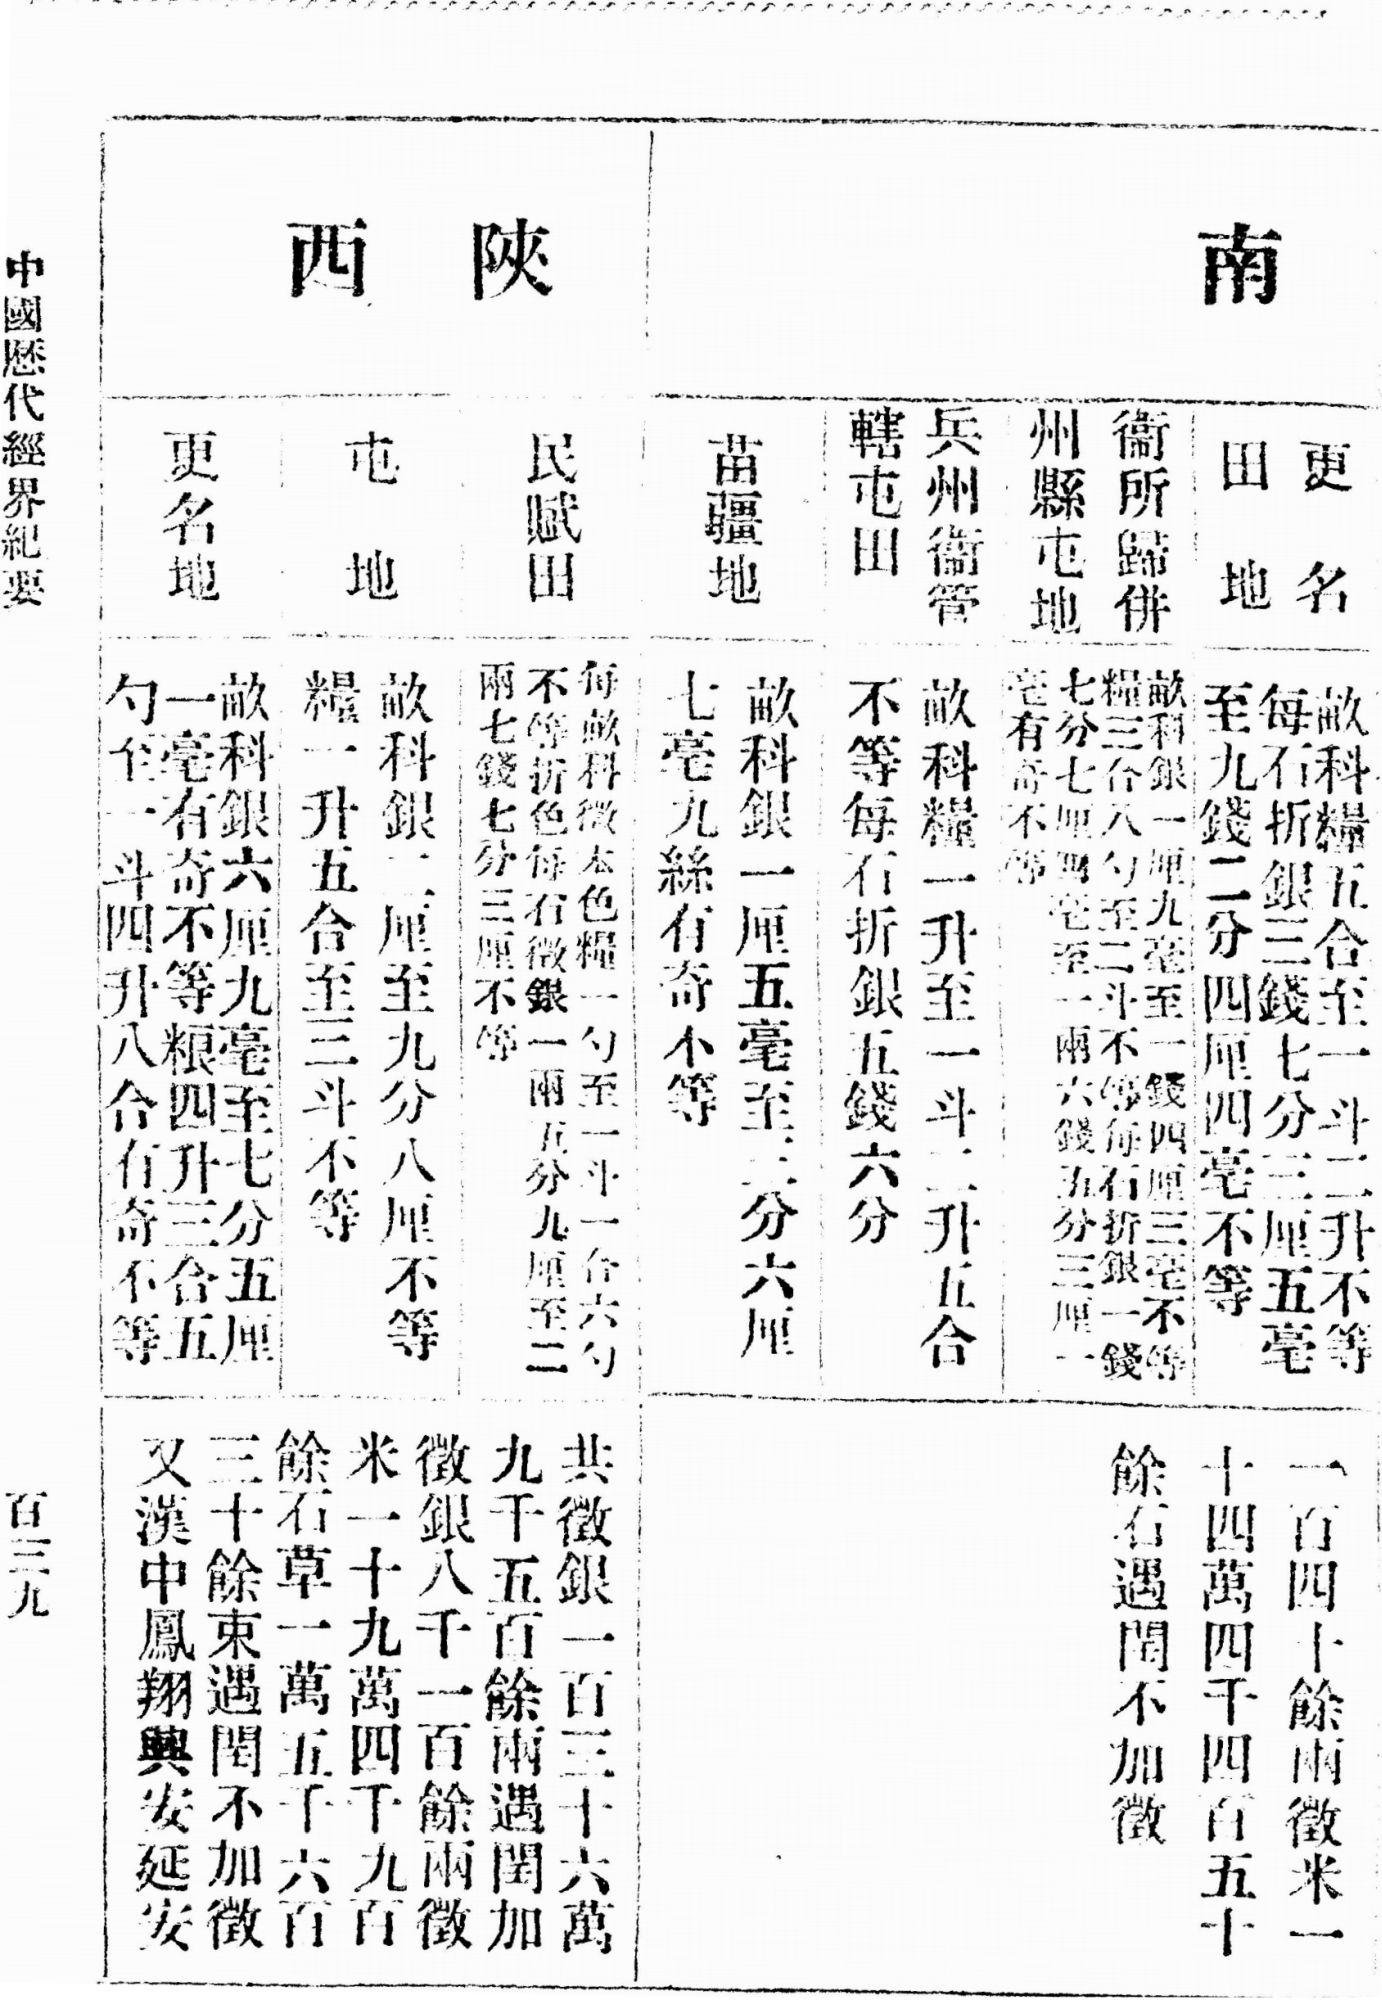 南
更名
田地
畝科糧五合至一斗二升不等
每石折銀三錢七分三厘五毫
至九錢二分四厘四毫不等
一百四十餘兩徵米一
十四萬四千四百五十
餘石遇閏不加徵
衞所歸併
州縣屯地
畝科銀一厘九毫至一錢四厘三毫不等
糧三合八勺至二斗不等每石折銀一錢
七分七厘四毫至一兩六錢五分三厘一
毫有奇不等
兵州衞管
轄屯田
畝科糧一升至一斗二升五合
不等每石折銀五錢六分
苗疆地
畝科銀一厘五毫至二分六厘
七毫九絲有奇不等
陝西
民賦田
每畝科徵本色糧一勺至一斗一合六勺
不等折色每石徵銀一兩五分九厘至二
兩七錢七分三厘不等
屯地
畝科銀二厘至九分八厘不等
糧一升五合至三斗不等
更名地
畝科銀六厘九毫至七分五厘
一毫有奇不等粮四升三合五
勺至一斗四升八合有奇不等
共徵銀一百三十六萬
九千五百餘兩遇閏加
徵銀八千一百餘兩徵
米一十九萬四千九百
餘石草一萬五千六百
三十餘束遇閏不加徵
又漢中鳳翔興安延安
中國歷代經界紀要
百三九